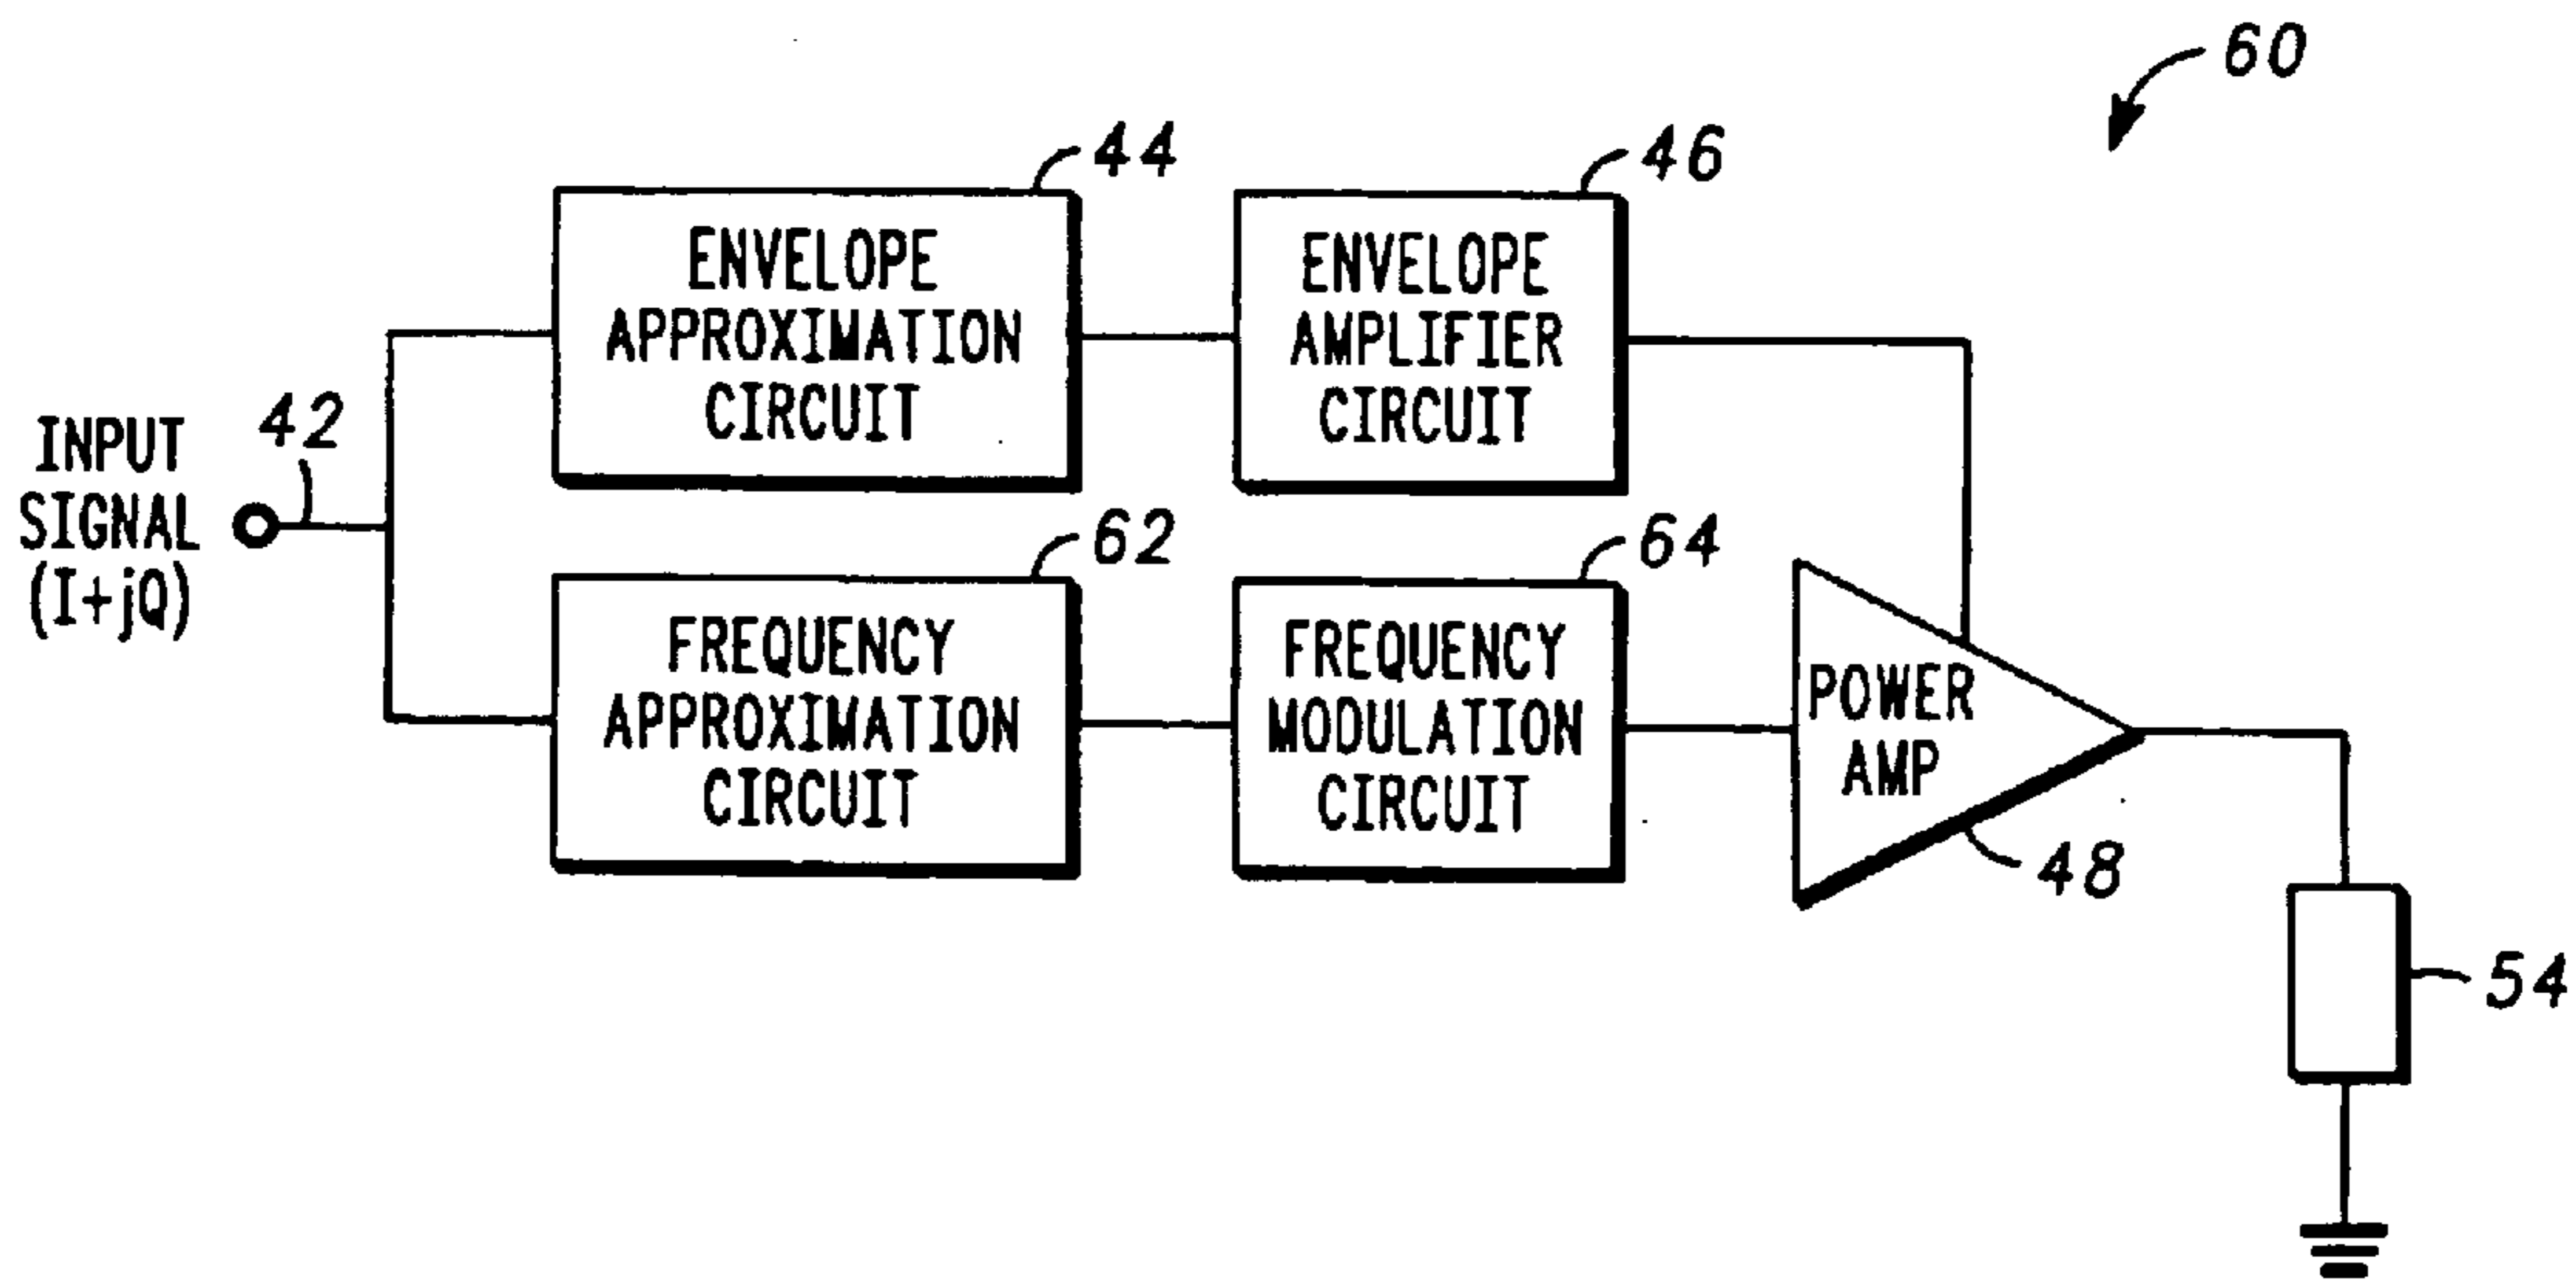 60
44
46
ENVELOPE
APPROXIMATION
CIRCUIT
ENVELOPE
AMPLIFIER
CIRCUIT
42
INPUT
SIGNAL
(I+jQ)
62
64
FREQUENCY
APPROXIMATION
CIRCUIT
FREQUENCY
MODULATION
CIRCUIT
POWER
AMP
48
54